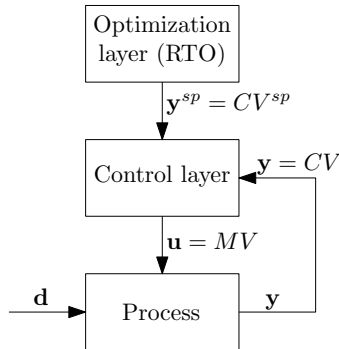 Optimization
layer (RTO)
y^{sp} = CV^{sp}
y = CV
Control layer
u = MV
d
Process
y